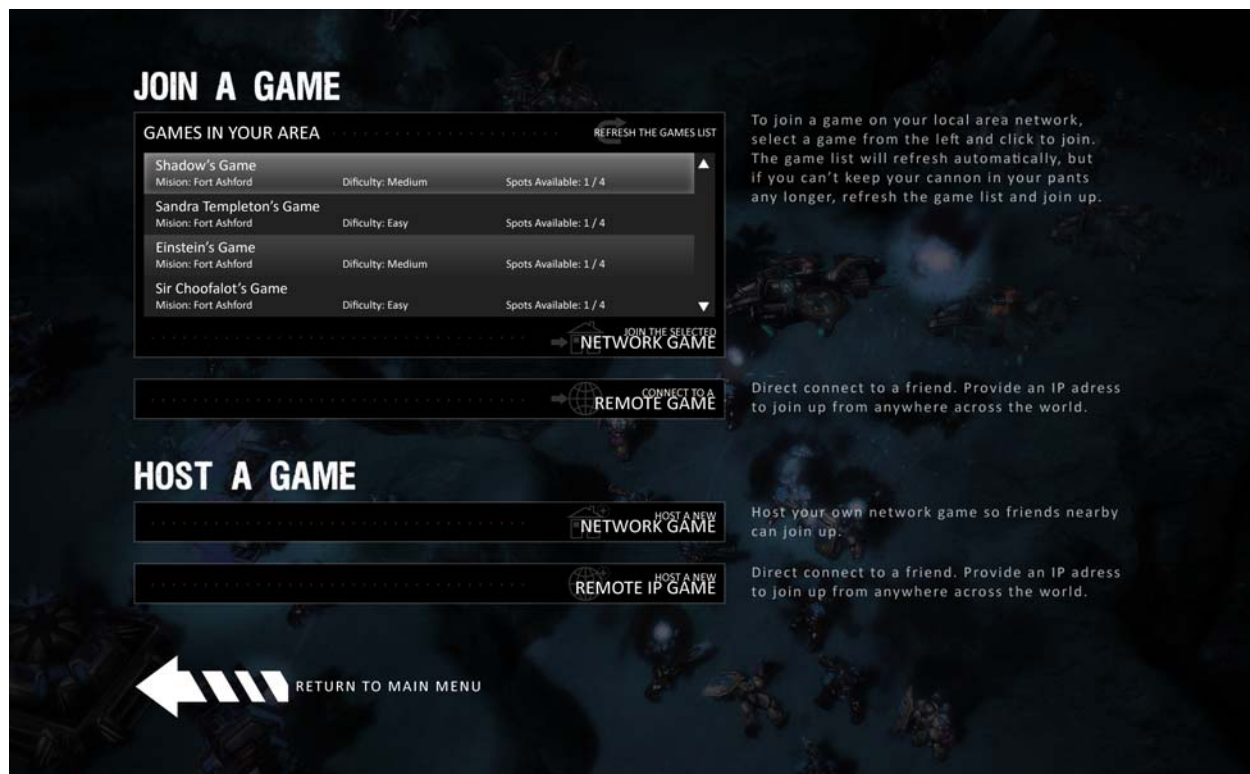 JOIN A GAME
GAMES IN YOUR AREA
REFRESH THE GAMES LIST
Shadow's Game
Mision: Fort Ashford Dificulty: Medium Spots Available: 1 / 4
Sandra Templeton's Game
Mision: Fort Ashford Dificulty: Easy Spots Available: 1 / 4
Einstein's Game
Mision: Fort Ashford Dificulty: Medium Spots Available: 1 / 4
Sir Choofalot's Game
Mision: Fort Ashford Dificulty: Easy Spots Available: 1 / 4
JOIN THE SELECTED
NETWORK GAME
To join a game on your local area network,
select a game from the left and click to join.
The game list will refresh automatically, but
if you can't keep your cannon in your pants
any longer, refresh the game list and join up.
CONNECT TO A
REMOTE GAME
Direct connect to a friend. Provide an IP adress
to join up from anywhere across the world.
HOST A GAME
HOST A NEW
NETWORK GAME
Host your own network game so friends nearby
can join up.
HOST A NEW
REMOTE IP GAME
Direct connect to a friend. Provide an IP adress
to join up from anywhere across the world.
RETURN TO MAIN MENU